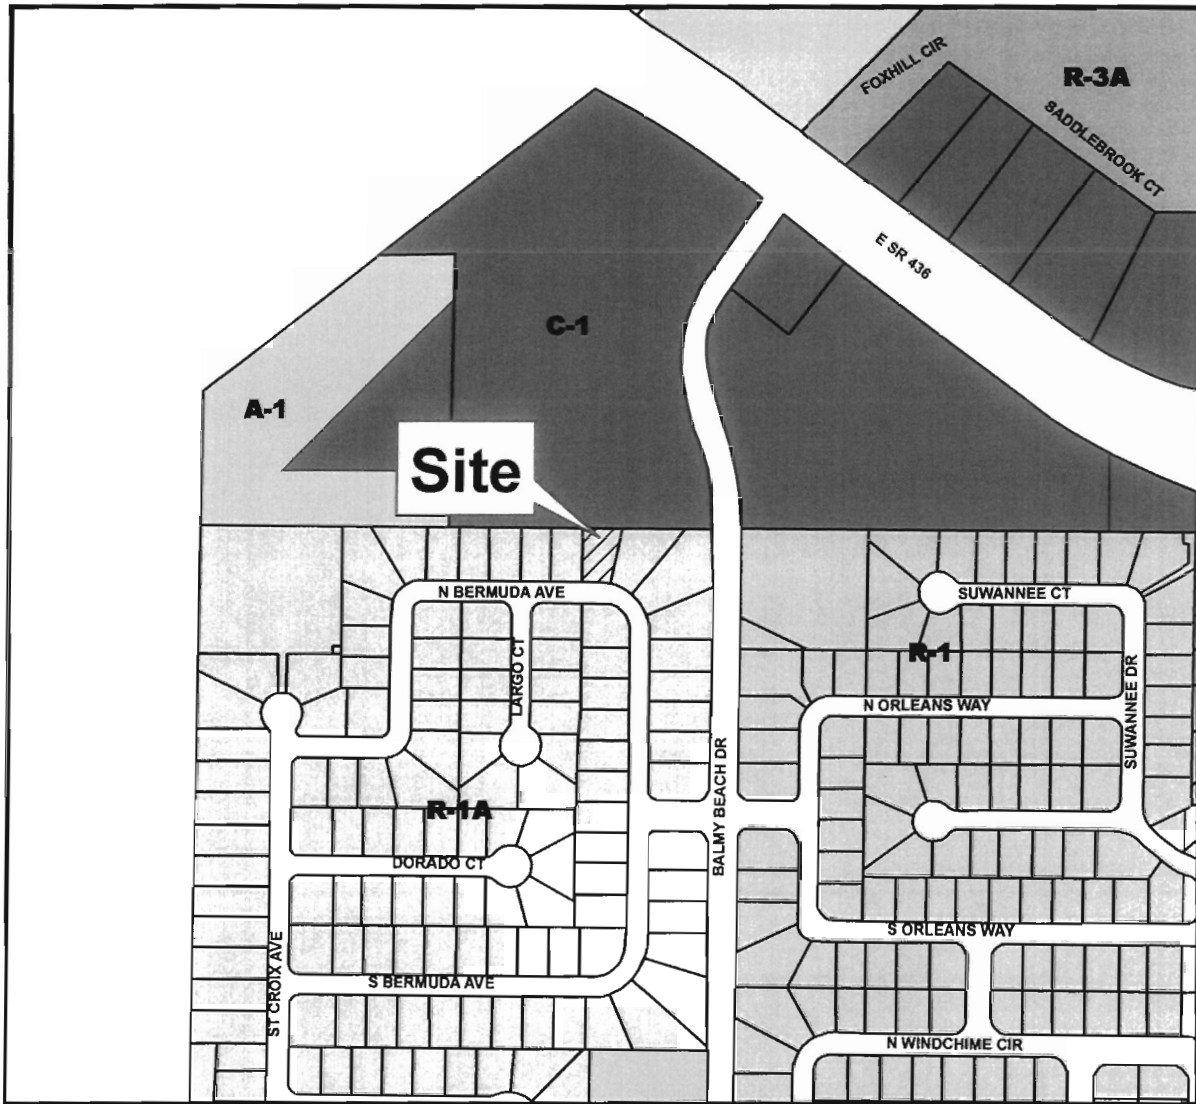 FOXHILL CIR
R-3A
SADDLEBROOK CT
E SR 436
C-1
A-1
Site
N BERMUDA AVE
SUWANNEE CT
LARGO CT
R-1
SUWANNEE DR
N ORLEANS WAY
BALMY BEACH DR
R-1A
DORADO CT
ST CROIX AVE
S ORLEANS WAY
S BERMUDA AVE
N WINDCHIME CIR